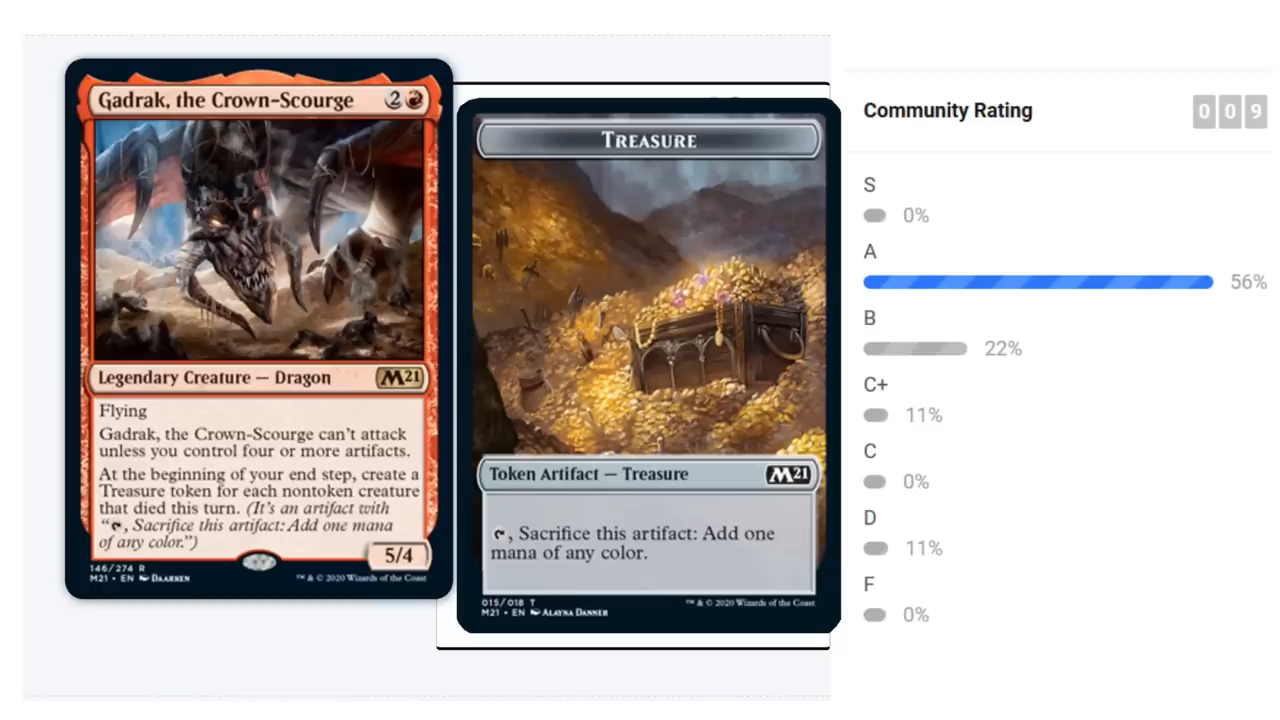 Gadrak, the Crown-Scourge 2
Legendary Creature — Dragon M21
Flying
Gadrak, the Crown-Scourge can't attack
unless you control four or more artifacts.
At the beginning of your end step, create a
Treasure token for each nontoken creature
that died this turn. (It's an artifact with
“, Sacrifice this artifact: Add one mana
of any color.”)
5/4
146/274 R
M21 • EN DAARKEN
™ & © 2020 Wizards of the Coast
TREASURE
Token Artifact — Treasure M21
, Sacrifice this artifact: Add one
mana of any color.
015/018 T
M21 • EN ALAYNA DANNER
™ & © 2020 Wizards of the Coast
Community Rating 0 0 9
S
0%
A
56%
B
22%
C+
11%
C
0%
D
11%
F
0%